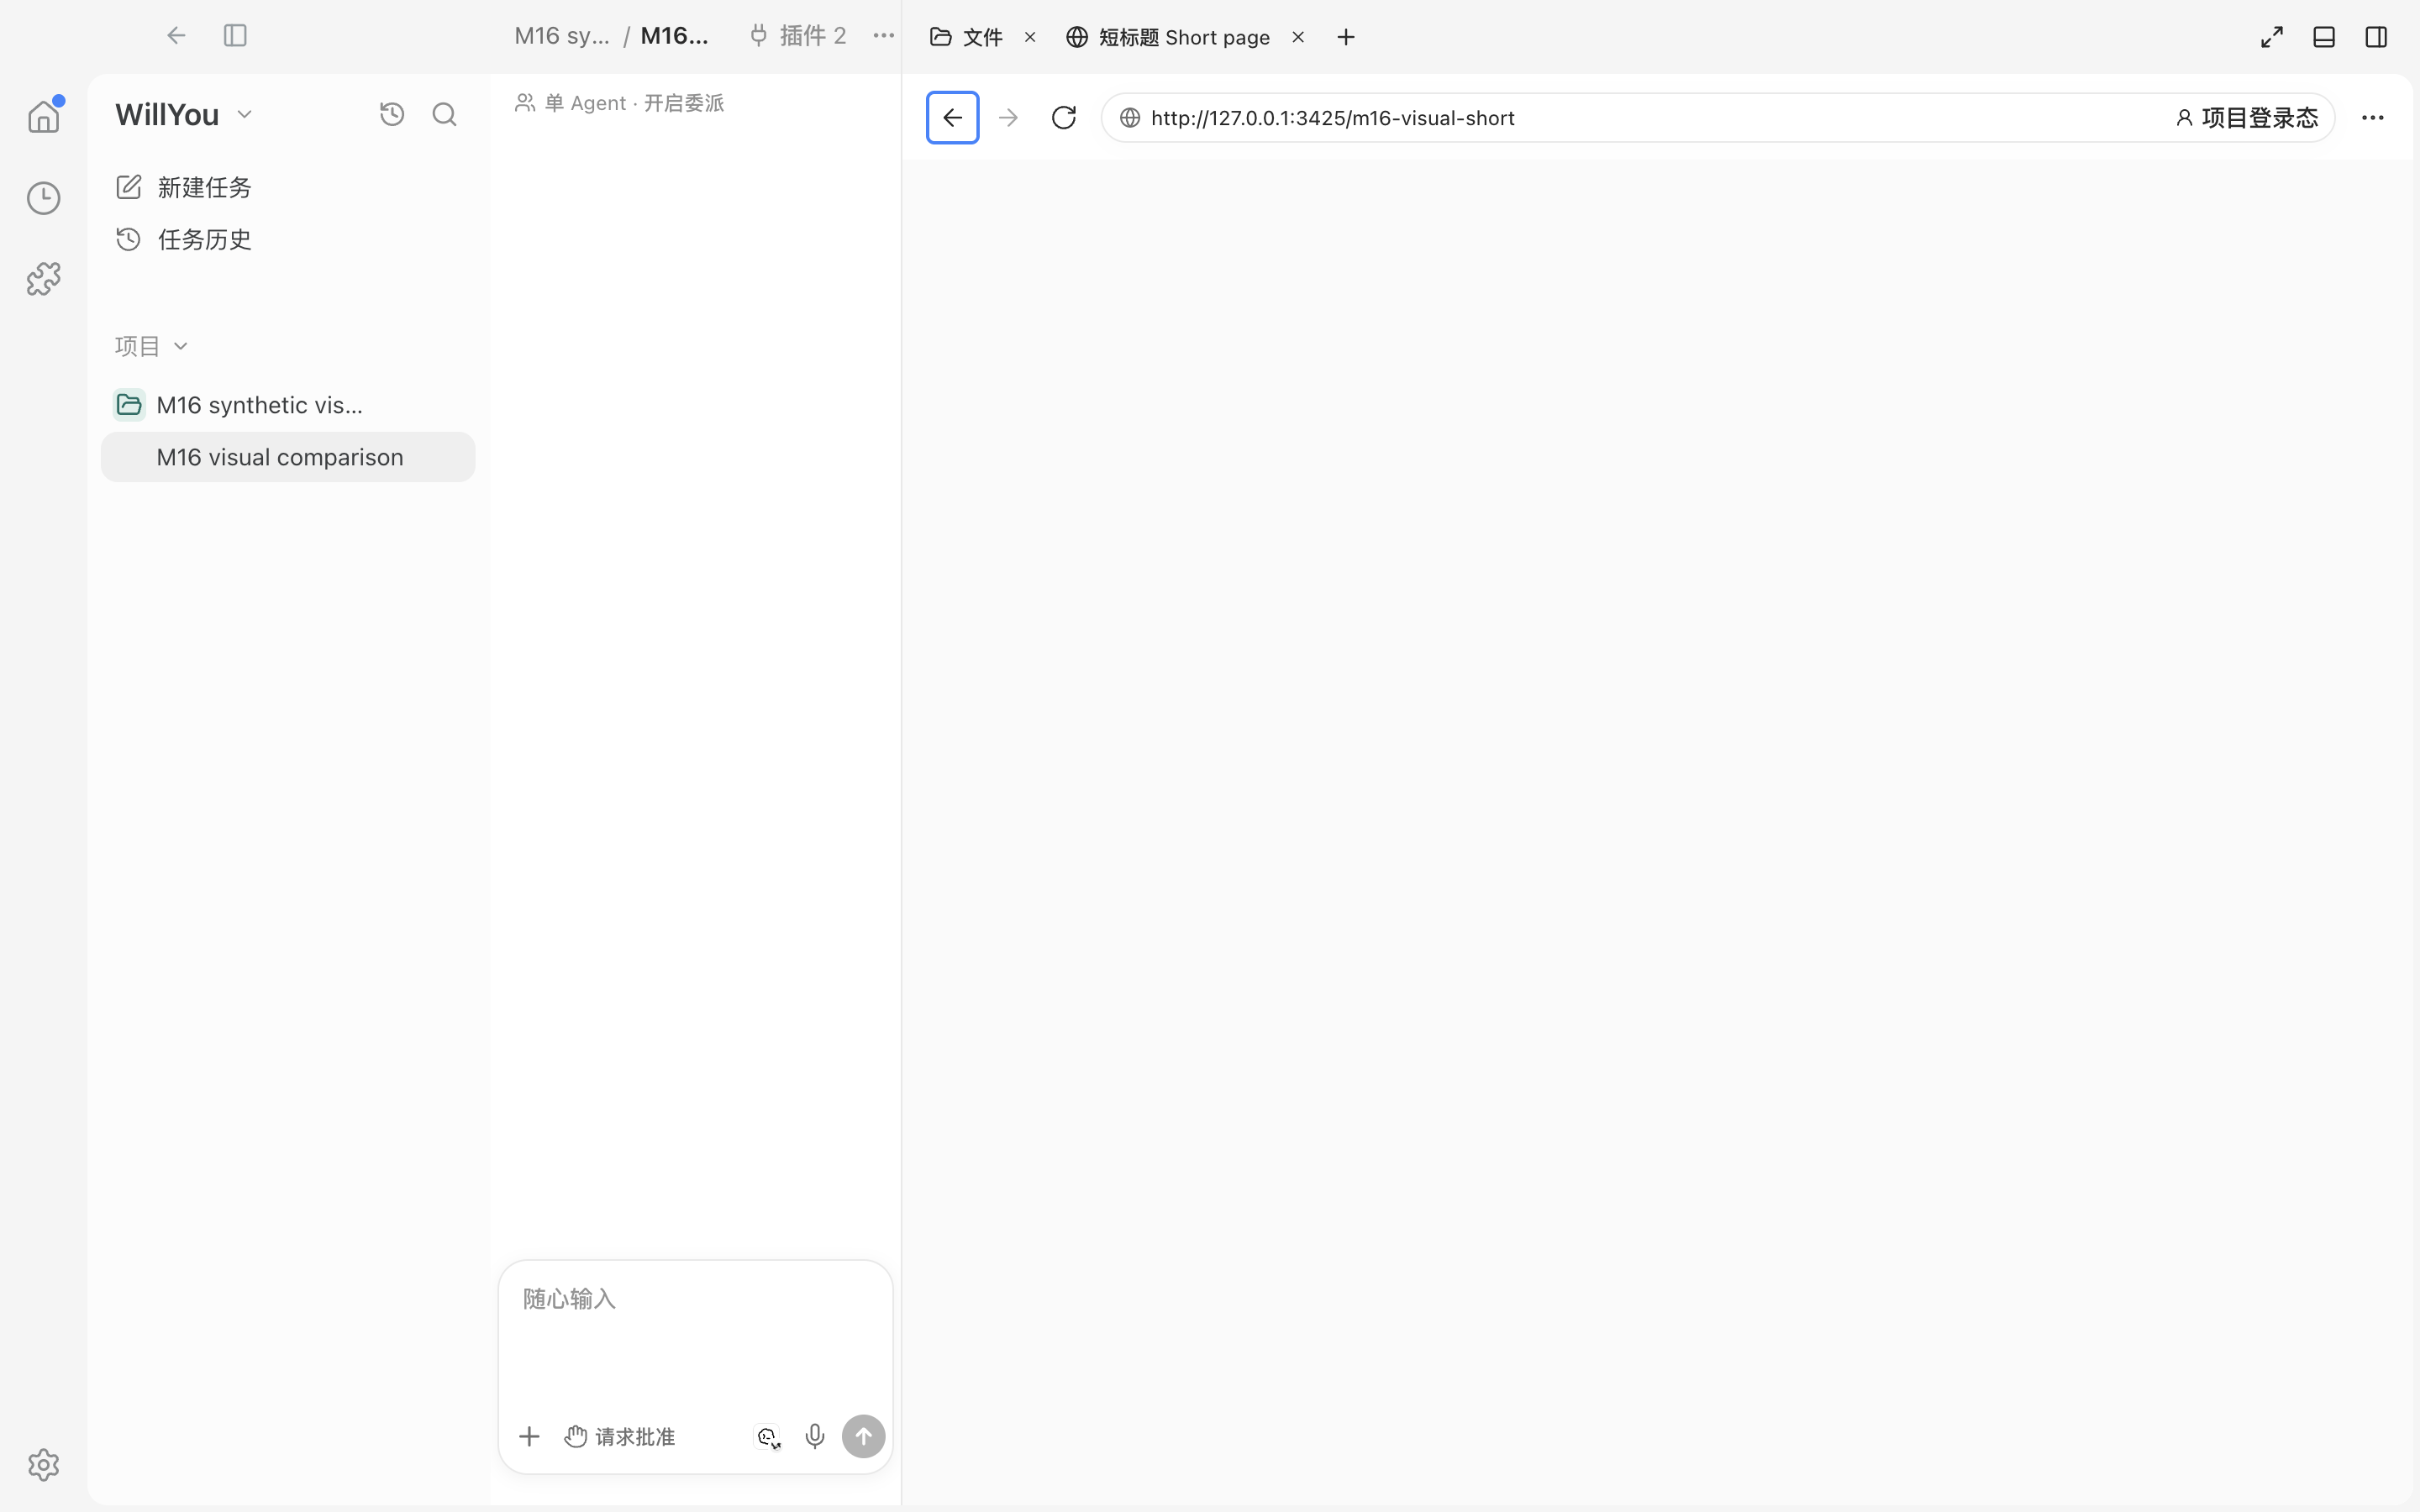 M16 sy... / M16... 插件 2
文件
短标题 Short page
WillYou
新建任务
任务历史
项目
M16 synthetic vis...
M16 visual comparison
单 Agent · 开启委派
http://127.0.0.1:3425/m16-visual-short
项目登录态
随心输入
请求批准